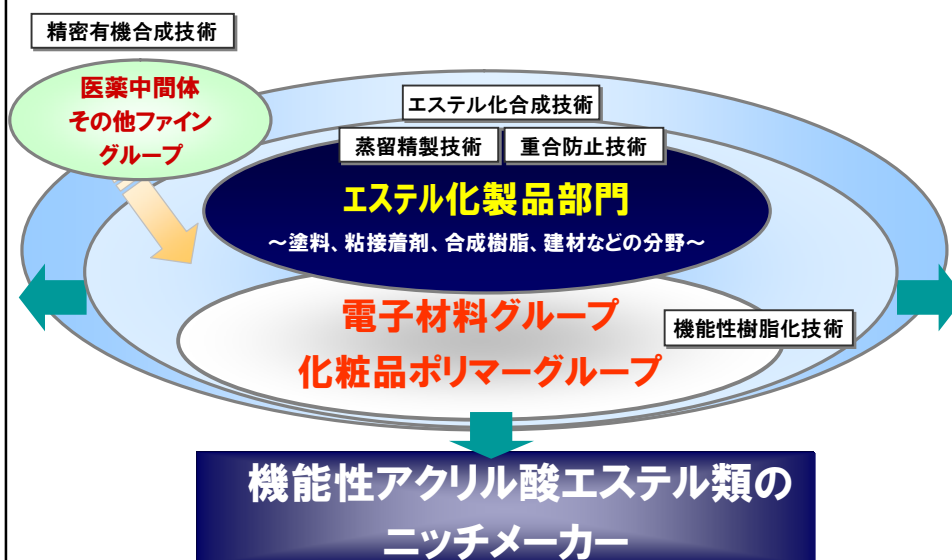 精密有機合成技術
医薬中間体
その他ファイン
グループ
エステル化合成技術
蒸留精製技術
重合防止技術
エステル化製品部門
~塗料、粘接着剤、合成樹脂、建材などの分野~
電子材料グループ
機能性樹脂化技術
化粧品ポリマーグループ
機能性アクリル酸エステル類の
ニッチメーカー